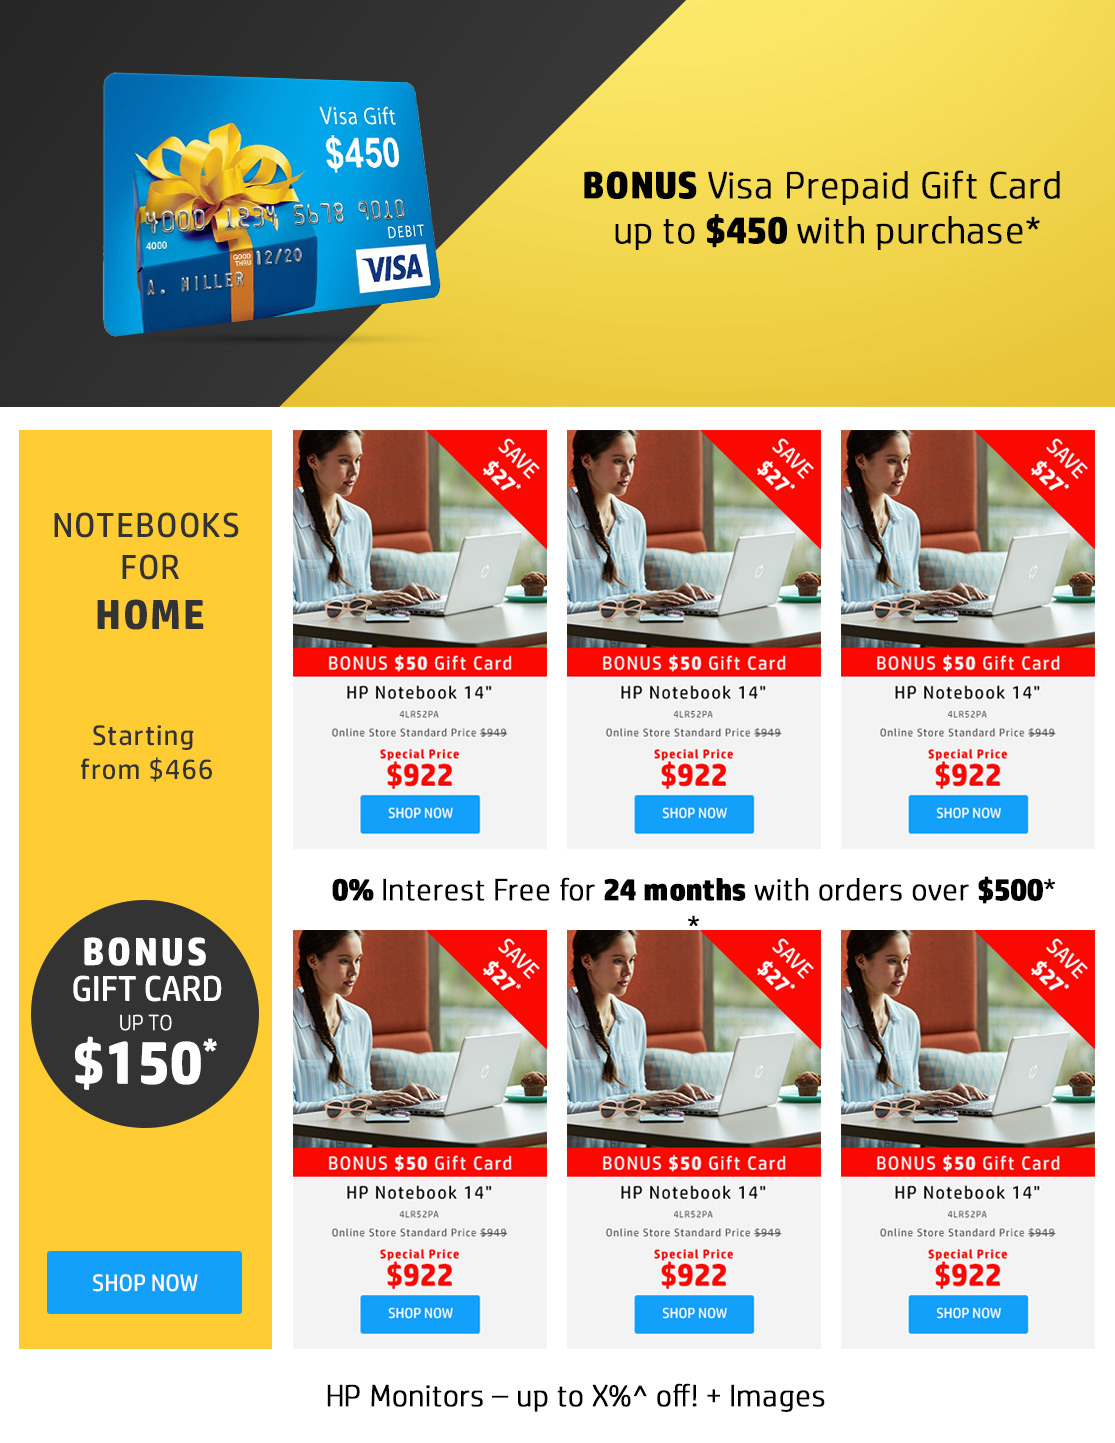 Visa Gift
$450
4000 1234 5678 9010
DEBIT
4000
GOOD
THRU
12/20
VISA
A. MILLER
BONUS Visa Prepaid Gift Card
up to $450 with purchase*
NOTEBOOKS
FOR
HOME
Starting
from $466
BONUS
GIFT CARD
UP TO
$150*
SHOP NOW
SAVE
$27*
hp
BONUS $50 Gift Card
HP Notebook 14"
4LR52PA
Online Store Standard Price $949
Special Price
$922
SHOP NOW
SAVE
$27*
hp
BONUS $50 Gift Card
HP Notebook 14"
4LR52PA
Online Store Standard Price $949
Special Price
$922
SHOP NOW
SAVE
$27*
hp
BONUS $50 Gift Card
HP Notebook 14"
4LR52PA
Online Store Standard Price $949
Special Price
$922
SHOP NOW
0% Interest Free for 24 months with orders over $500*
*
SAVE
$27*
hp
BONUS $50 Gift Card
HP Notebook 14"
4LR52PA
Online Store Standard Price $949
Special Price
$922
SHOP NOW
SAVE
$27*
hp
BONUS $50 Gift Card
HP Notebook 14"
4LR52PA
Online Store Standard Price $949
Special Price
$922
SHOP NOW
SAVE
$27*
hp
BONUS $50 Gift Card
HP Notebook 14"
4LR52PA
Online Store Standard Price $949
Special Price
$922
SHOP NOW
HP Monitors – up to X%^ off! + Images